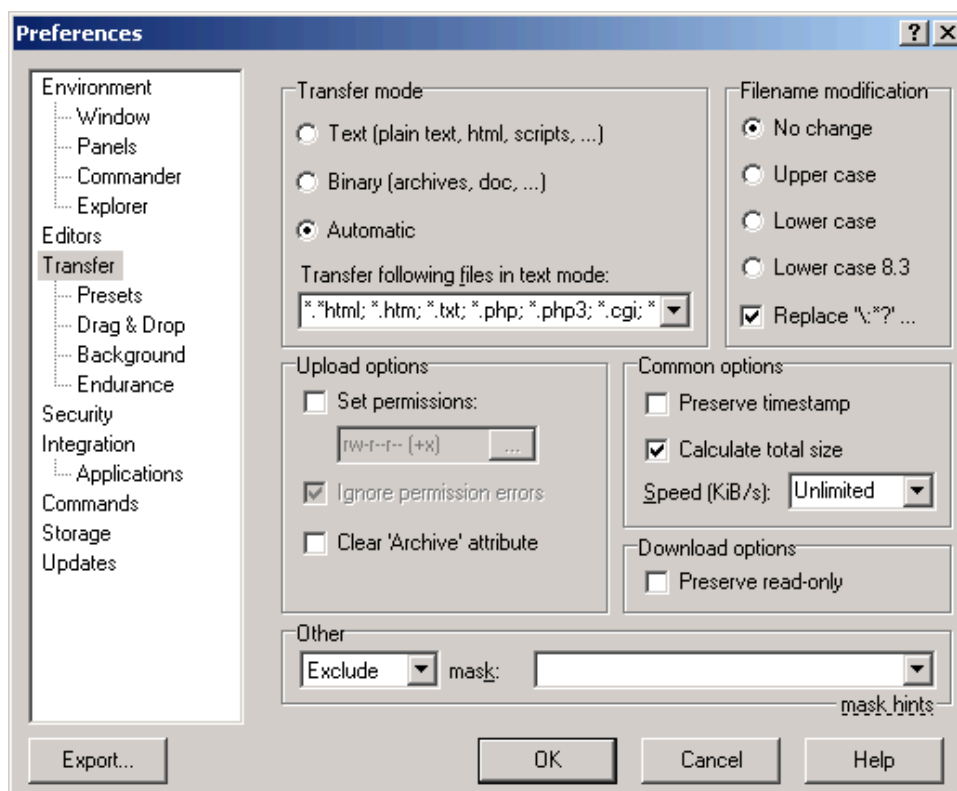 Preferences
Environment
Window
Panels
Commander
Explorer
Editors
Transfer
Presets
Drag & Drop
Background
Endurance
Security
Integration
Applications
Commands
Storage
Updates
Transfer mode
Text (plain text, html, scripts, ...)
Binary (archives, doc, ...)
Automatic
Transfer following files in text mode:
*.*html; *.htm; *.txt; *.php; *.php3; *.cgi; *
Filename modification
No change
Upper case
Lower case
Lower case 8.3
Replace '\:*?' ...
Upload options
Set permissions:
rw-r--r-- (+x)
...
Ignore permission errors
Clear 'Archive' attribute
Common options
Preserve timestamp
Calculate total size
Speed (KiB/s): Unlimited
Download options
Preserve read-only
Other
Exclude mask:
mask hints
Export... OK Cancel Help